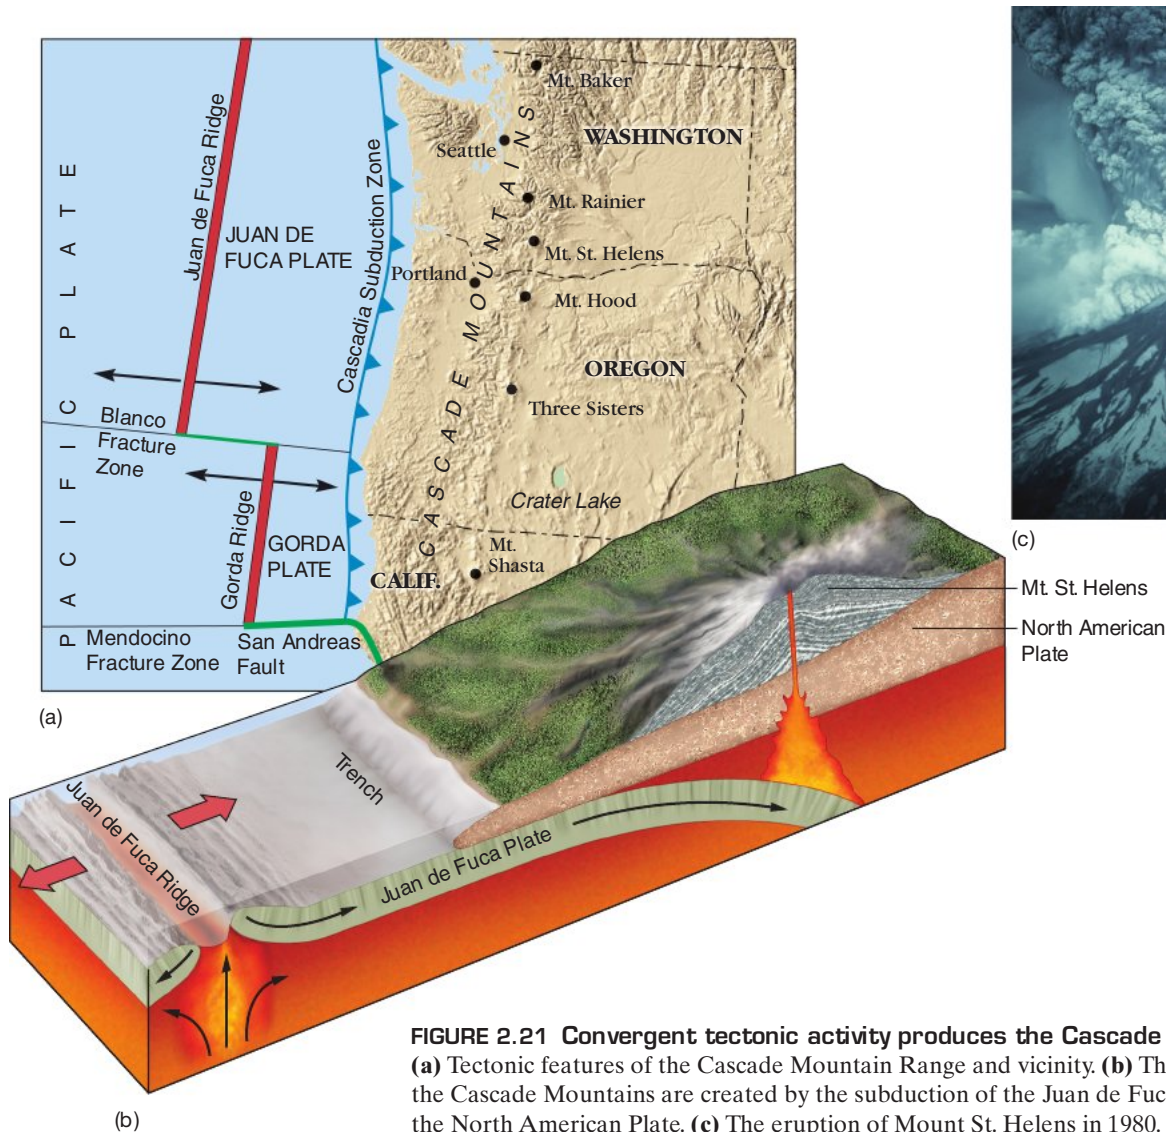 Mt. Baker
WASHINGTON
Seattle
CASCADE MOUNTAINS
Mt. Rainier
Mt. St. Helens
Portland
Mt. Hood
OREGON
Three Sisters
Crater Lake
Mt.
Shasta
CALIF.
PACIFIC PLATE
Juan de Fuca Ridge
JUAN DE
FUCA PLATE
Cascadia Subduction Zone
Blanco
Fracture
Zone
Gorda Ridge
GORDA
PLATE
Mendocino
Fracture Zone
San Andreas
Fault
(a)
(c)
Mt. St. Helens
North American
Plate
Trench
Juan de Fuca Ridge
Juan de Fuca Plate
(b)
FIGURE 2.21 Convergent tectonic activity produces the Cascade
(a) Tectonic features of the Cascade Mountain Range and vicinity. (b) Th
the Cascade Mountains are created by the subduction of the Juan de Fuc
the North American Plate. (c) The eruption of Mount St. Helens in 1980.